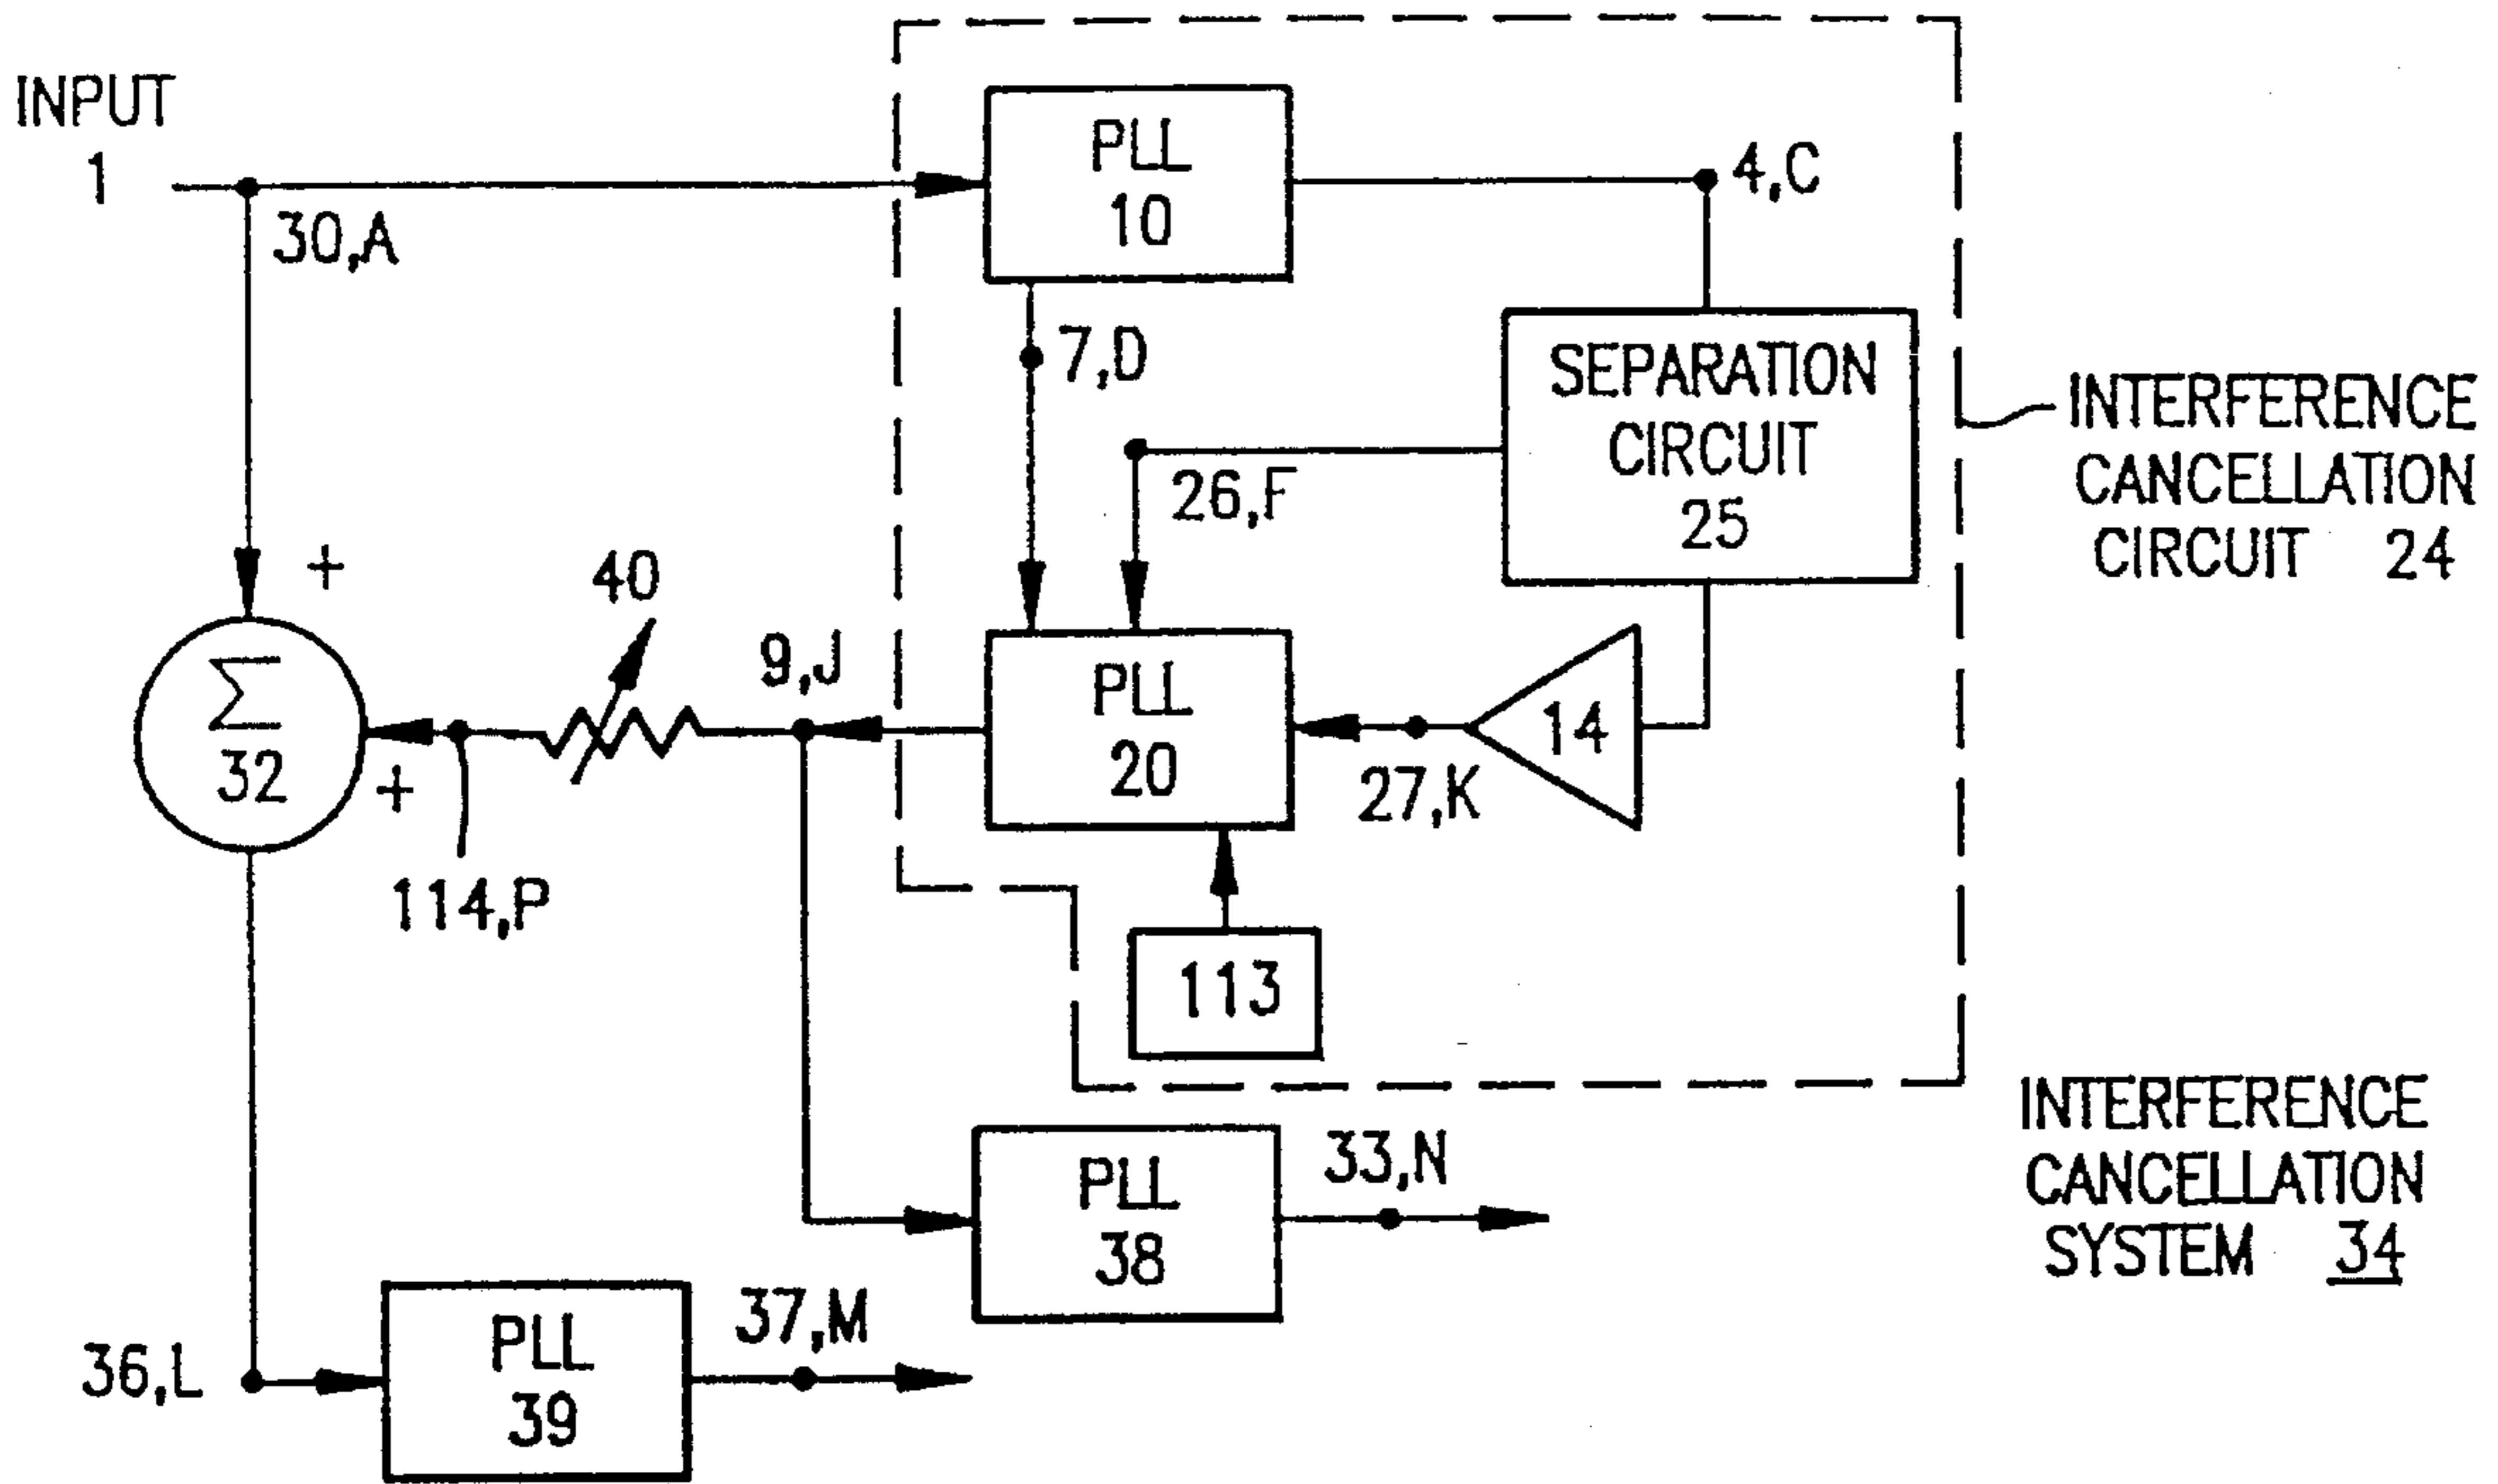 INPUT
1
30,A
PLL
10
4,C
7,D
SEPARATION
CIRCUIT
25
26,F
INTERFERENCE
CANCELLATION
CIRCUIT 24
+
40
9,J
Σ
32
+
114,P
PLL
20
27,K
14
113
INTERFERENCE
CANCELLATION
SYSTEM 34
PLL
38
33,N
36,L
PLL
39
37,M